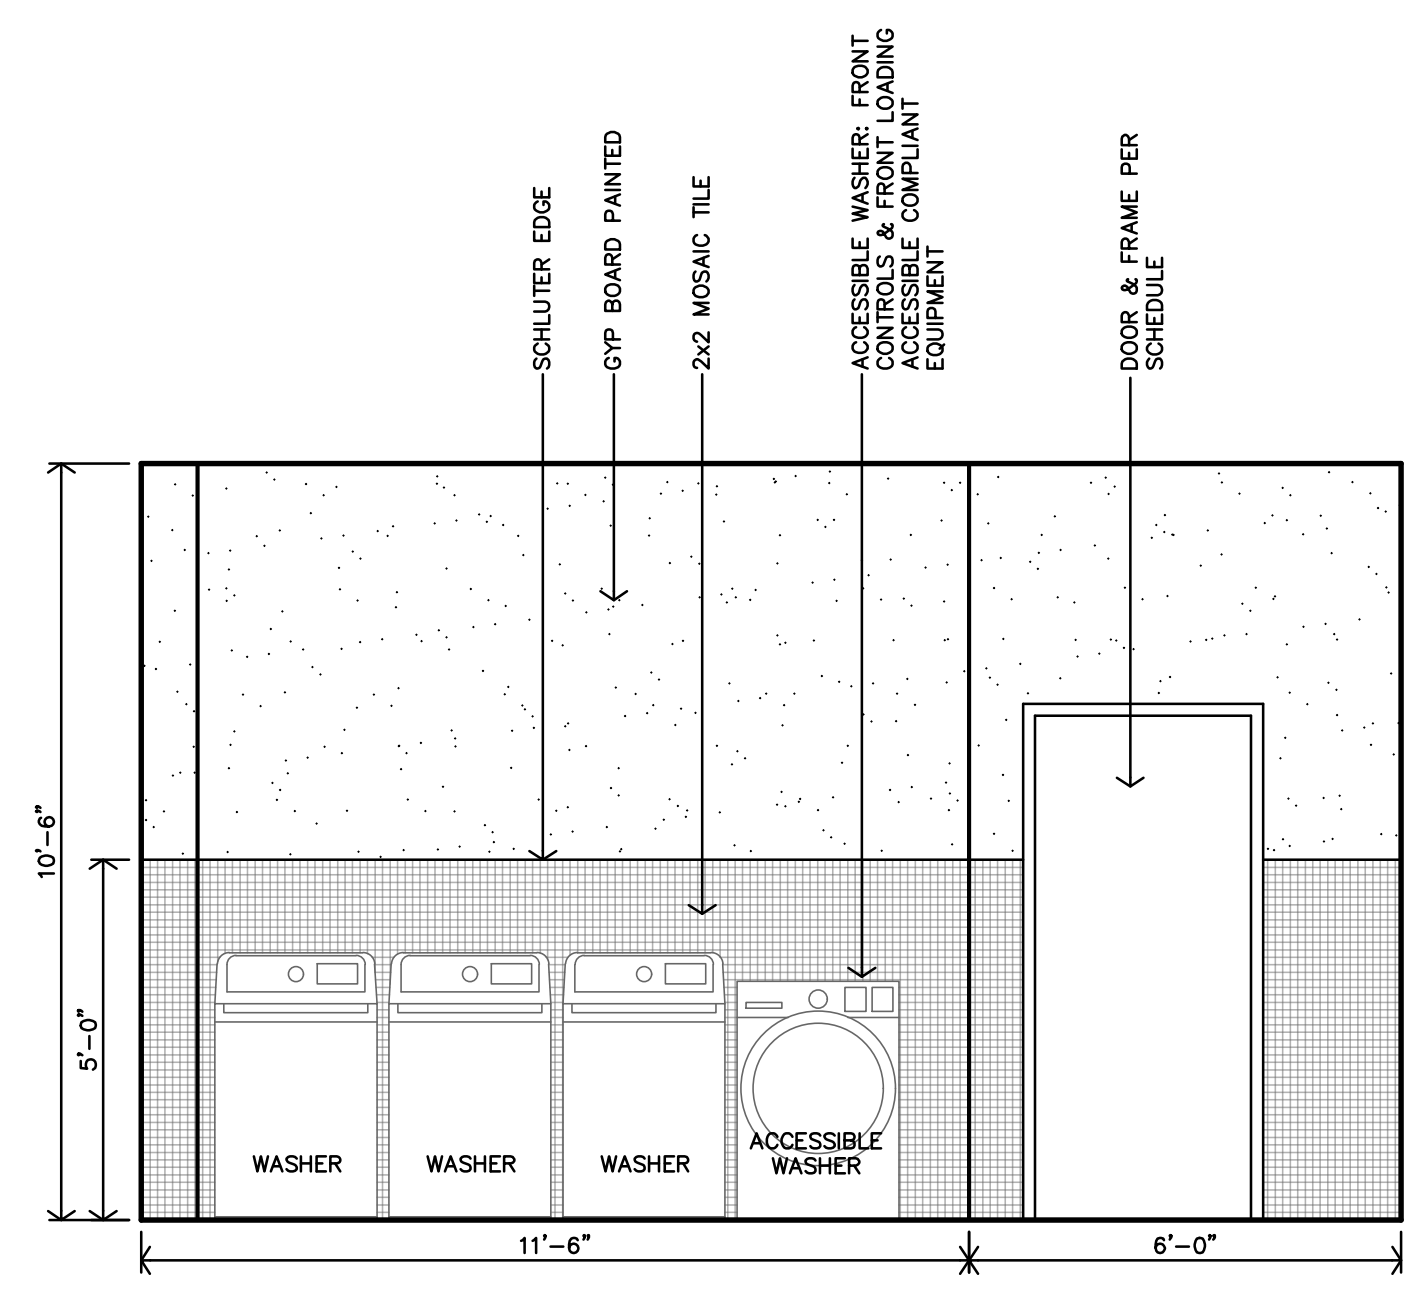 SCHLUTER EDGE
GYP BOARD PAINTED
2x2 MOSAIC TILE
ACCESSIBLE WASHER: FRONT
CONTROLS & FRONT LOADING
ACCESSIBLE COMPLIANT
EQUIPMENT
DOOR & FRAME PER
SCHEDULE
10'-6"
5'-0"
WASHER
WASHER
WASHER
ACCESSIBLE
WASHER
11'-6"
6'-0"